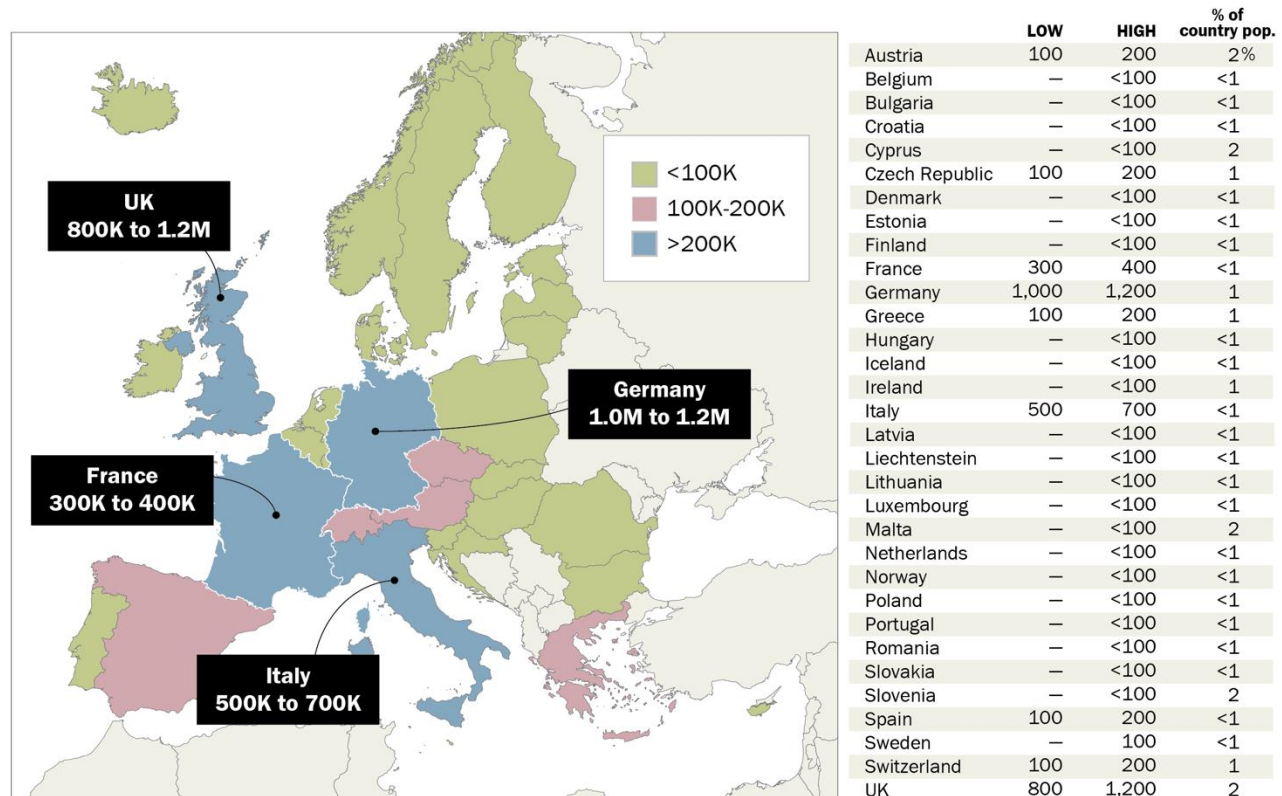 UK
800K to 1.2M
<100K
100K-200K
>200K
Germany
1.0M to 1.2M
France
300K to 400K
Italy
500K to 700K
% of
LOW HIGH country pop.
Austria 100 200 2%
Belgium — <100 <1
Bulgaria — <100 <1
Croatia — <100 <1
Cyprus — <100 2
Czech Republic 100 200 1
Denmark — <100 <1
Estonia — <100 <1
Finland — <100 <1
France 300 400 <1
Germany 1,000 1,200 1
Greece 100 200 1
Hungary — <100 <1
Iceland — <100 <1
Ireland — <100 1
Italy 500 700 <1
Latvia — <100 <1
Liechtenstein — <100 <1
Lithuania — <100 <1
Luxembourg — <100 <1
Malta — <100 2
Netherlands — <100 <1
Norway — <100 <1
Poland — <100 <1
Portugal — <100 <1
Romania — <100 <1
Slovakia — <100 <1
Slovenia — <100 2
Spain 100 200 <1
Sweden — 100 <1
Switzerland 100 200 1
UK 800 1,200 2